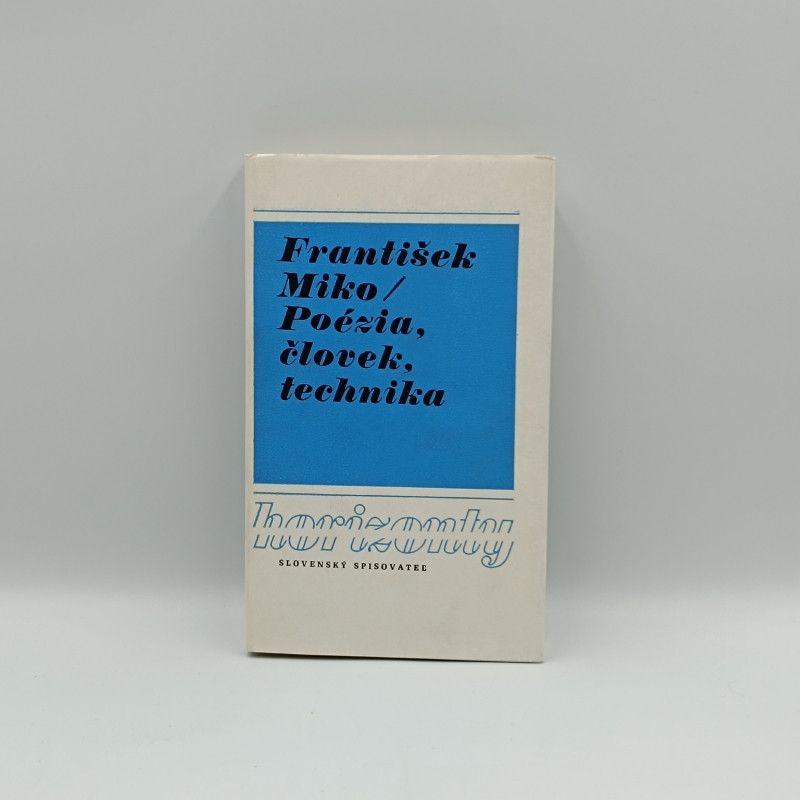 František
Miko /
Poézia,
človek,
technika
horizonty
SLOVENSKÝ SPISOVATEĽ